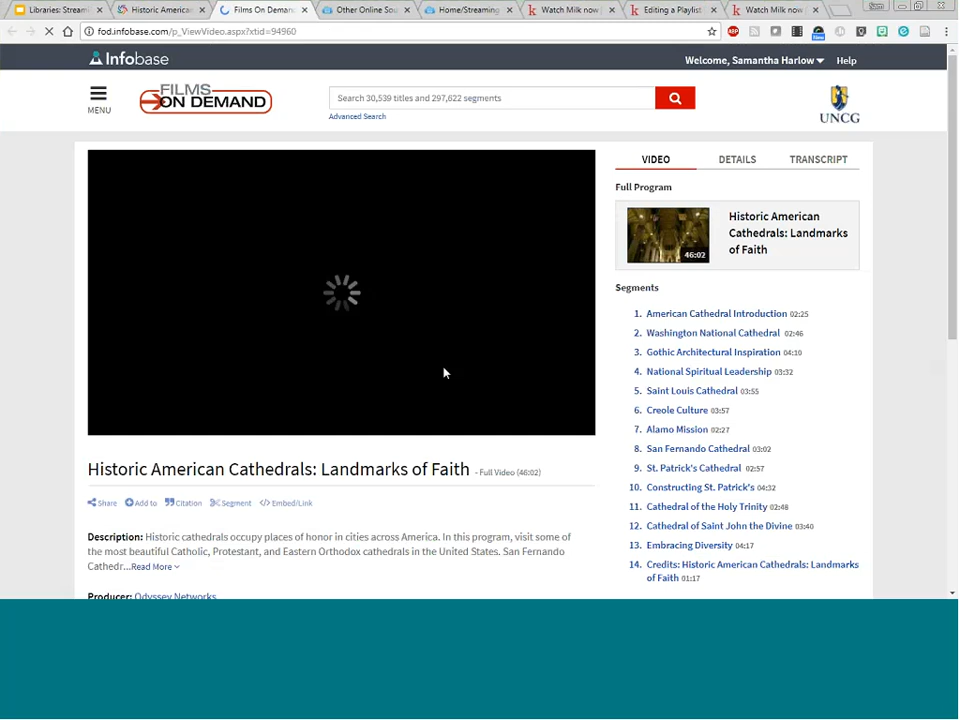 Libraries: Stream
Historic American
Films On Demand
Other Online Sou
Home/Streaming
Watch Milk now
Editing a Playlist
Watch Milk now
Sam
fod.infobase.com/p_ViewVideo.aspx?xtid=94960
ABP
New
Infobase
Welcome, Samantha Harlow
Help
MENU
FILMS
ON DEMAND
Search 30,539 titles and 297,622 segments
Advanced Search
UNCG
VIDEO DETAILS TRANSCRIPT
Full Program
Historic American
Cathedrals: Landmarks
of Faith
46:02
Segments
1. American Cathedral Introduction 02:25
2. Washington National Cathedral 02:46
3. Gothic Architectural Inspiration 04:10
4. National Spiritual Leadership 03:32
5. Saint Louis Cathedral 03:55
6. Creole Culture 03:57
7. Alamo Mission 02:27
8. San Fernando Cathedral 03:02
9. St. Patrick's Cathedral 02:57
10. Constructing St. Patrick's 04:32
11. Cathedral of the Holy Trinity 02:48
12. Cathedral of Saint John the Divine 03:40
13. Embracing Diversity 04:17
14. Credits: Historic American Cathedrals: Landmarks
of Faith 01:17
Historic American Cathedrals: Landmarks of Faith - Full Video (46:02)
Share Add to Citation Segment </> Embed/Link
Description: Historic cathedrals occupy places of honor in cities across America. In this program, visit some of
the most beautiful Catholic, Protestant, and Eastern Orthodox cathedrals in the United States. San Fernando
Cathedr...Read More
Producer: Odyssey Networks